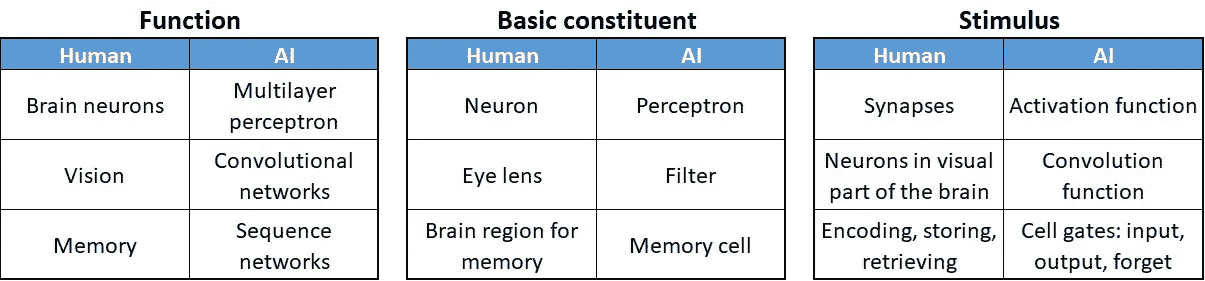 Function
Human AI
Brain neurons Multilayer
perceptron
Vision Convolutional
networks
Memory Sequence
networks
Basic constituent
Human AI
Neuron Perceptron
Eye lens Filter
Brain region for
memory Memory cell
Stimulus
Human AI
Synapses Activation function
Neurons in visual Convolution
part of the brain function
Encoding, storing, Cell gates: input,
retrieving output, forget